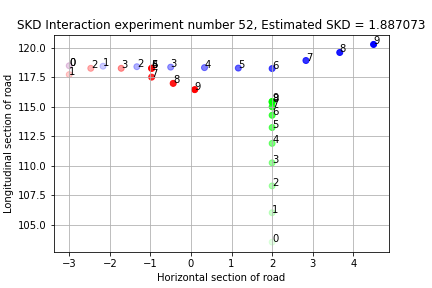 SKD Interaction experiment number 52, Estimated SKD = 1.887073
120.0
117.5
115.0
112.5
110.0
107.5
105.0
Longitudinal section of road
0 1 2 3 4 5 6 7 8 9
1 2 3 7 8 9
9 6 5 4 3 2 1 0
−3 −2 −1 0 1 2 3 4
Horizontal section of road